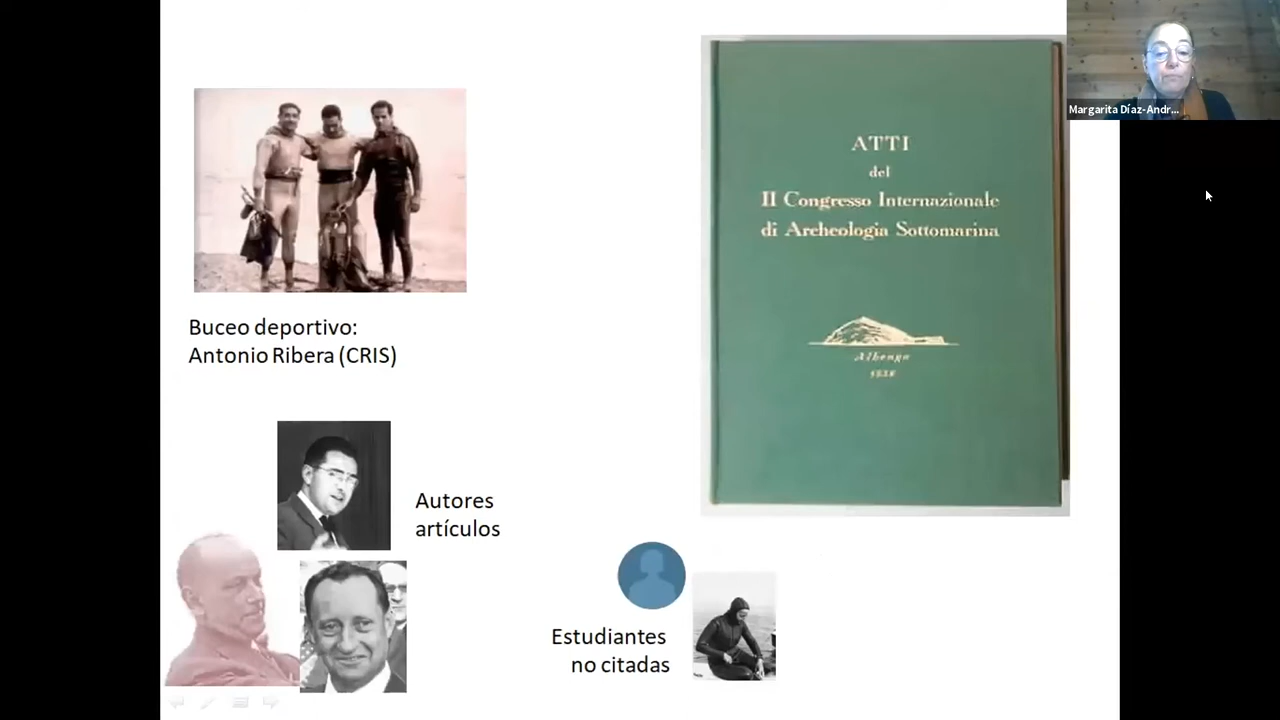 Margarita Díaz-Andr...
ATTI
del
II Congresso Internazionale
di Archeologia Sottomarina
Albenga
1958
Buceo deportivo:
Antonio Ribera (CRIS)
Autores
artículos
Estudiantes
no citadas